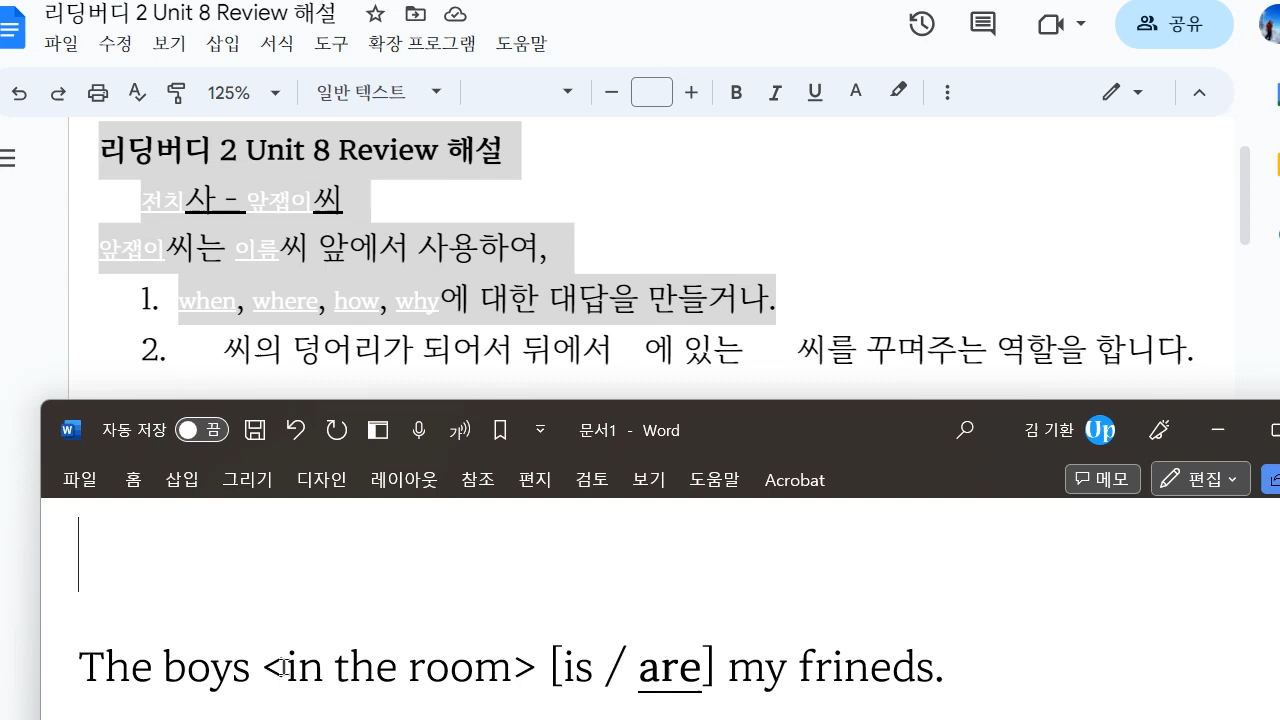 리딩버디 2 Unit 8 Review 해설
파일 수정 보기 삽입 서식 도구 확장 프로그램 도움말
공유
125% 일반 텍스트 B I U A
리딩버디 2 Unit 8 Review 해설
전치사 - 앞잽이씨
앞잽이씨는 이름씨 앞에서 사용하여,
1. when, where, how, why에 대한 대답을 만들거나.
2. 씨의 덩어리가 되어서 뒤에서 에 있는 씨를 꾸며주는 역할을 합니다.
자동 저장 끔 가 문서1 - Word 김 기환 Up
파일 홈 삽입 그리기 디자인 레이아웃 참조 편지 검토 보기 도움말 Acrobat 메모 편집
The boys <in the room> [is / are] my frineds.